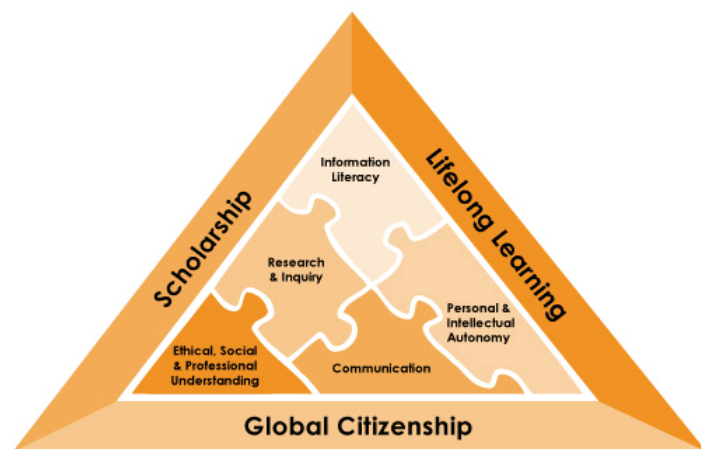 Information
Literacy
Scholarship
Lifelong Learning
Research
& Inquiry
Personal &
Intellectual
Autonomy
Ethical, Social
& Professional
Understanding
Communication
Global Citizenship